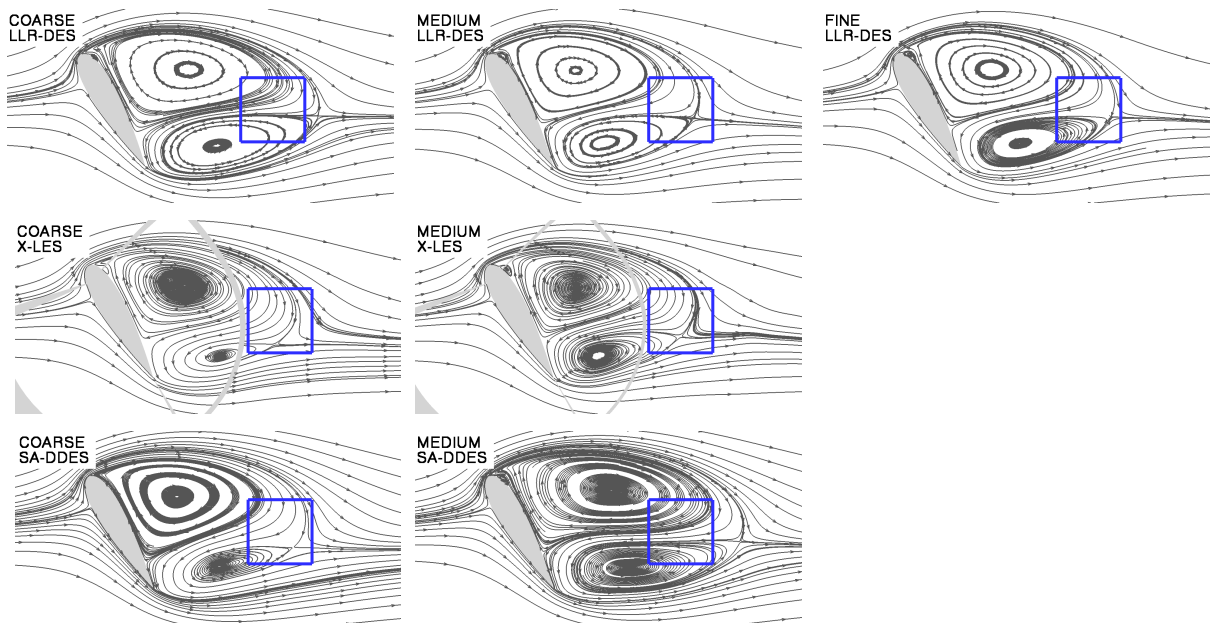 COARSE
LLR-DES
MEDIUM
LLR-DES
FINE
LLR-DES
COARSE
X-LES
MEDIUM
X-LES
COARSE
SA-DDES
MEDIUM
SA-DDES